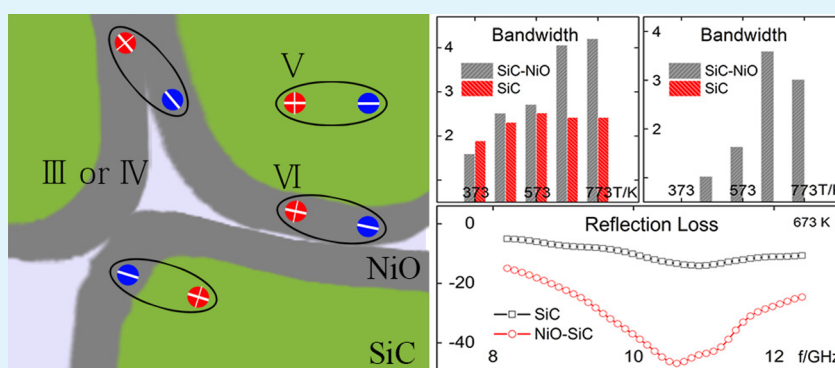 V
III or IV
VI
NiO
SiC
Bandwidth
4
3
2
1
SiC-NiO
SiC
373
573
773T/K
Bandwidth
4
3
2
1
SiC-NiO
373
573
773T/K
Reflection Loss
673 K
0
-20
-40
SiC
NiO-SiC
8
10
12
f/GHz